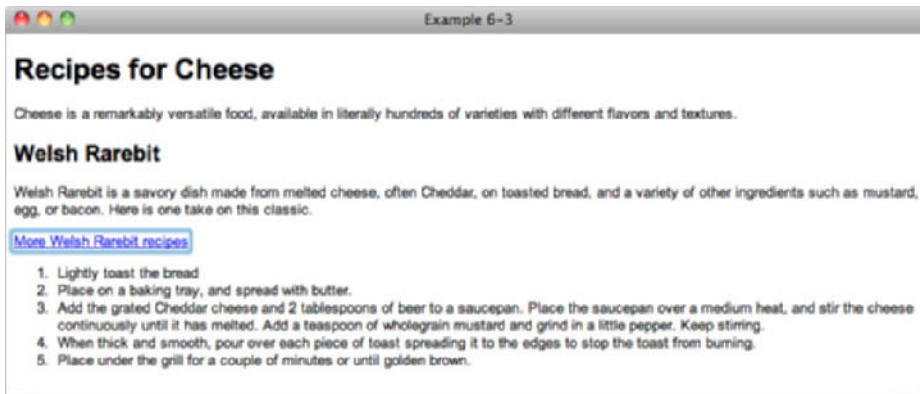 Example 6-3
Recipes for Cheese
Cheese is a remarkably versatile food, available in literally hundreds of varieties with different flavors and textures.
Welsh Rarebit
Welsh Rarebit is a savory dish made from melted cheese, often Cheddar, on toasted bread, and a variety of other ingredients such as mustard,
egg, or bacon. Here is one take on this classic.
More Welsh Rarebit recipes
1. Lightly toast the bread
2. Place on a baking tray, and spread with butter.
3. Add the grated Cheddar cheese and 2 tablespoons of beer to a saucepan. Place the saucepan over a medium heat, and stir the cheese
continuously until it has melted. Add a teaspoon of wholegrain mustard and grind in a little pepper. Keep stirring.
4. When thick and smooth, pour over each piece of toast spreading it to the edges to stop the toast from burning.
5. Place under the grill for a couple of minutes or until golden brown.